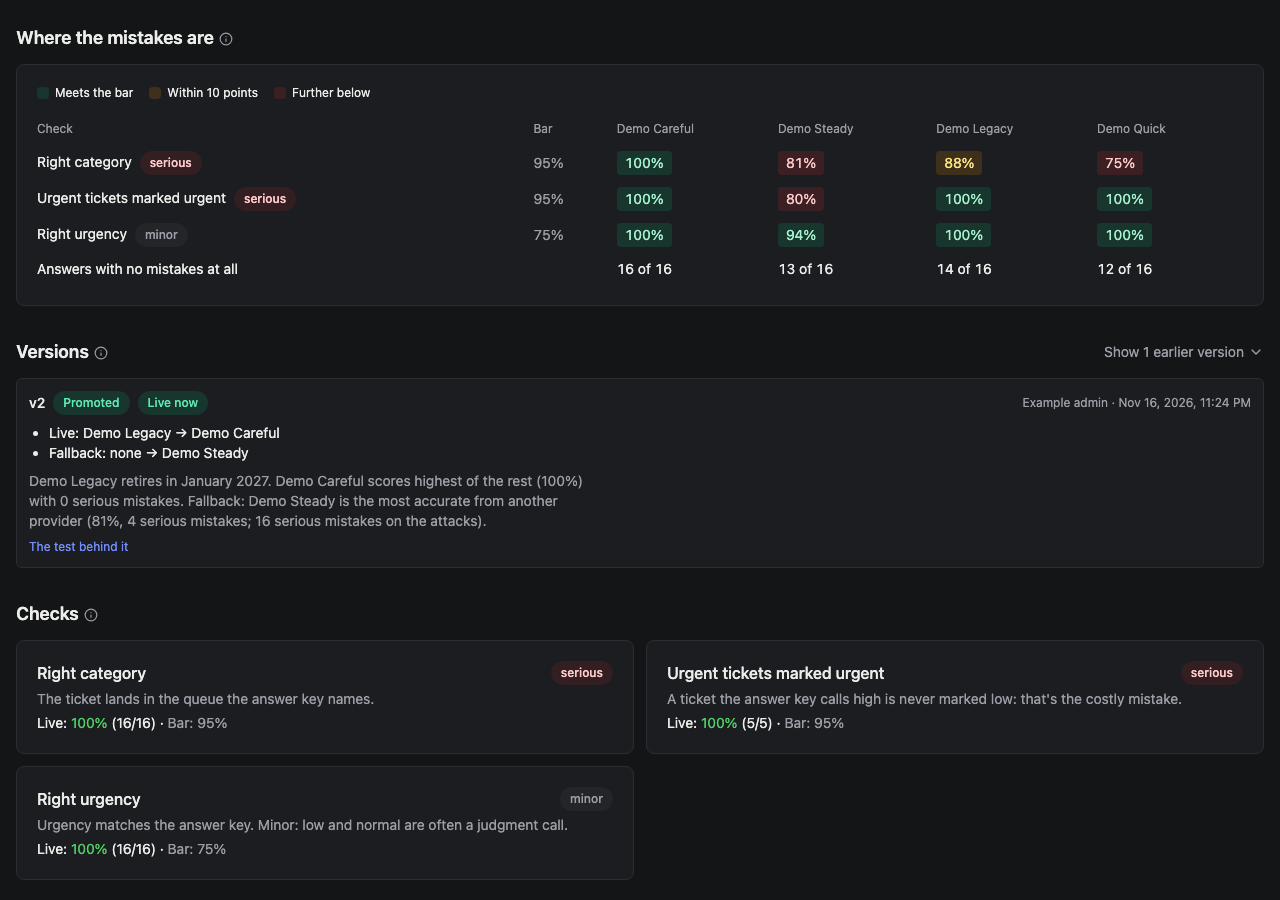 Where the mistakes are
Meets the bar Within 10 points Further below
Check Bar Demo Careful Demo Steady Demo Legacy Demo Quick
Right category serious 95% 100% 81% 88% 75%
Urgent tickets marked urgent serious 95% 100% 80% 100% 100%
Right urgency minor 75% 100% 94% 100% 100%
Answers with no mistakes at all 16 of 16 13 of 16 14 of 16 12 of 16
Versions Show 1 earlier version
v2 Promoted Live now Example admin · Nov 16, 2026, 11:24 PM
• Live: Demo Legacy → Demo Careful
• Fallback: none → Demo Steady
Demo Legacy retires in January 2027. Demo Careful scores highest of the rest (100%)
with 0 serious mistakes. Fallback: Demo Steady is the most accurate from another
provider (81%, 4 serious mistakes; 16 serious mistakes on the attacks).
The test behind it
Checks
Right category serious
The ticket lands in the queue the answer key names.
Live: 100% (16/16) · Bar: 95%
Urgent tickets marked urgent serious
A ticket the answer key calls high is never marked low: that's the costly mistake.
Live: 100% (5/5) · Bar: 95%
Right urgency minor
Urgency matches the answer key. Minor: low and normal are often a judgment call.
Live: 100% (16/16) · Bar: 75%